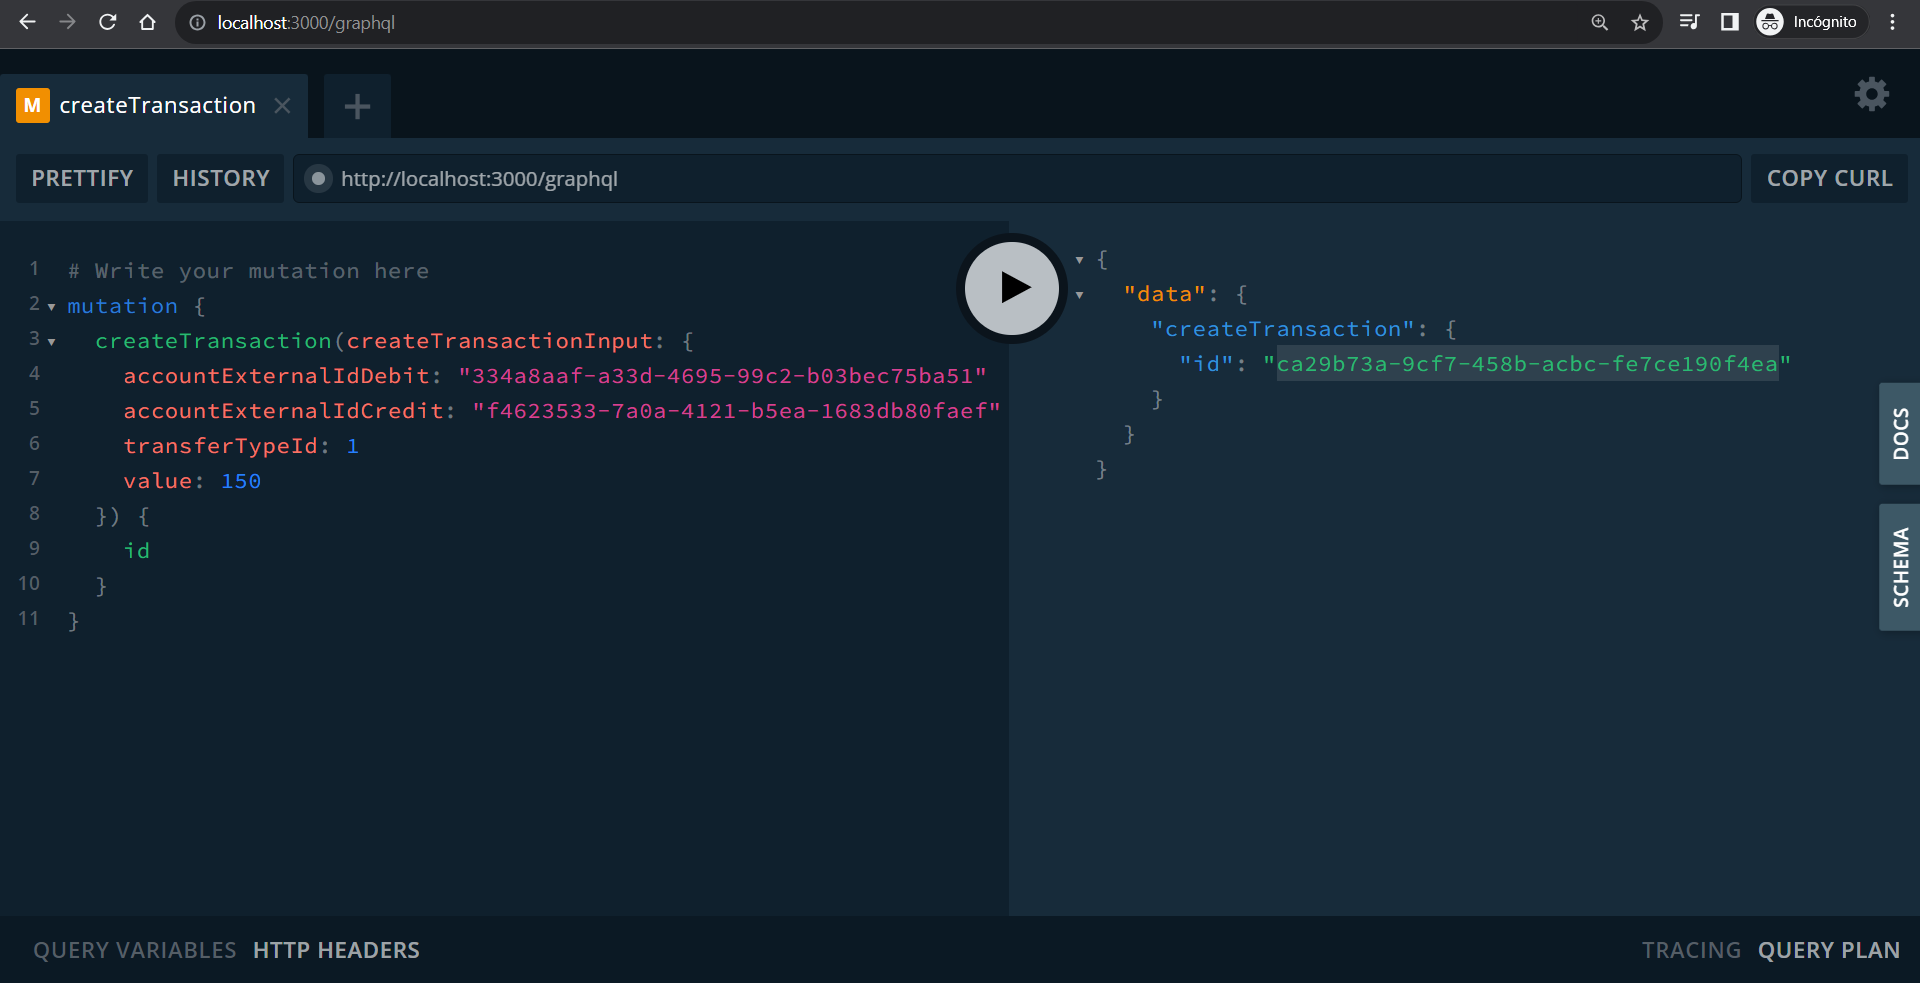 localhost:3000/graphql
Incógnito
M createTransaction
PRETTIFY HISTORY http://localhost:3000/graphql COPY CURL
1 # Write your mutation here
2 mutation {
3 createTransaction(createTransactionInput: {
4 accountExternalIdDebit: "334a8aaf-a33d-4695-99c2-b03bec75ba51"
5 accountExternalIdCredit: "f4623533-7a0a-4121-b5ea-1683db80faef"
6 transferTypeId: 1
7 value: 150
8 }) {
9 id
10 }
11 }
{
"data": {
"createTransaction": {
"id": "ca29b73a-9cf7-458b-acbc-fe7ce190f4ea"
}
}
}
DOCS
SCHEMA
QUERY VARIABLES HTTP HEADERS
TRACING QUERY PLAN